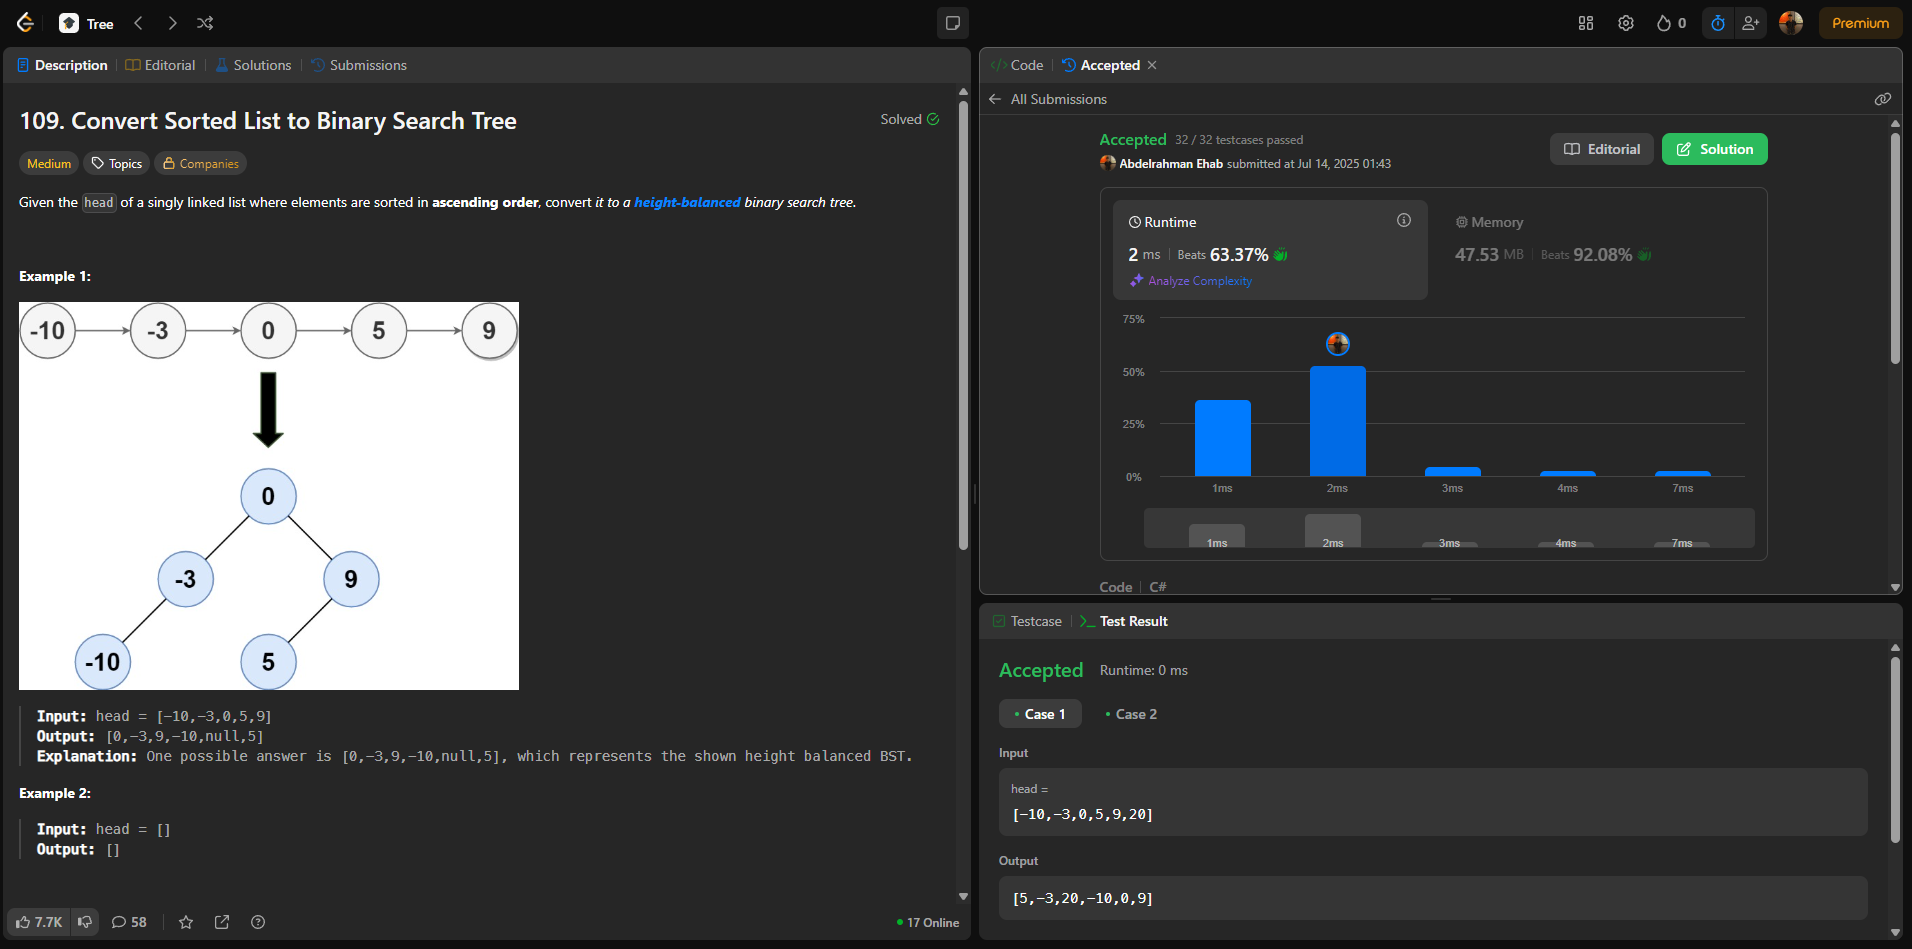 Tree
0
Premium
Description
Editorial
Solutions
Submissions
109. Convert Sorted List to Binary Search Tree
Solved
Medium
Topics
Companies
Given the head of a singly linked list where elements are sorted in ascending order, convert it to a height-balanced binary search tree.
Example 1:
-10
-3
0
5
9
0
-3
9
-10
5
Input: head = [-10,-3,0,5,9]
Output: [0,-3,9,-10,null,5]
Explanation: One possible answer is [0,-3,9,-10,null,5], which represents the shown height balanced BST.
Example 2:
Input: head = []
Output: []
7.7K
58
17 Online
Code
Accepted
All Submissions
Accepted 32 / 32 testcases passed
Abdelrahman Ehab submitted at Jul 14, 2025 01:43
Editorial
Solution
Runtime
2 ms Beats 63.37%
Analyze Complexity
Memory
47.53 MB Beats 92.08%
75%
50%
25%
0%
1ms
2ms
3ms
4ms
7ms
1ms
2ms
3ms
4ms
7ms
Code
C#
Testcase
Test Result
Accepted Runtime: 0 ms
Case 1
Case 2
Input
head =
[-10,-3,0,5,9,20]
Output
[5,-3,20,-10,0,9]